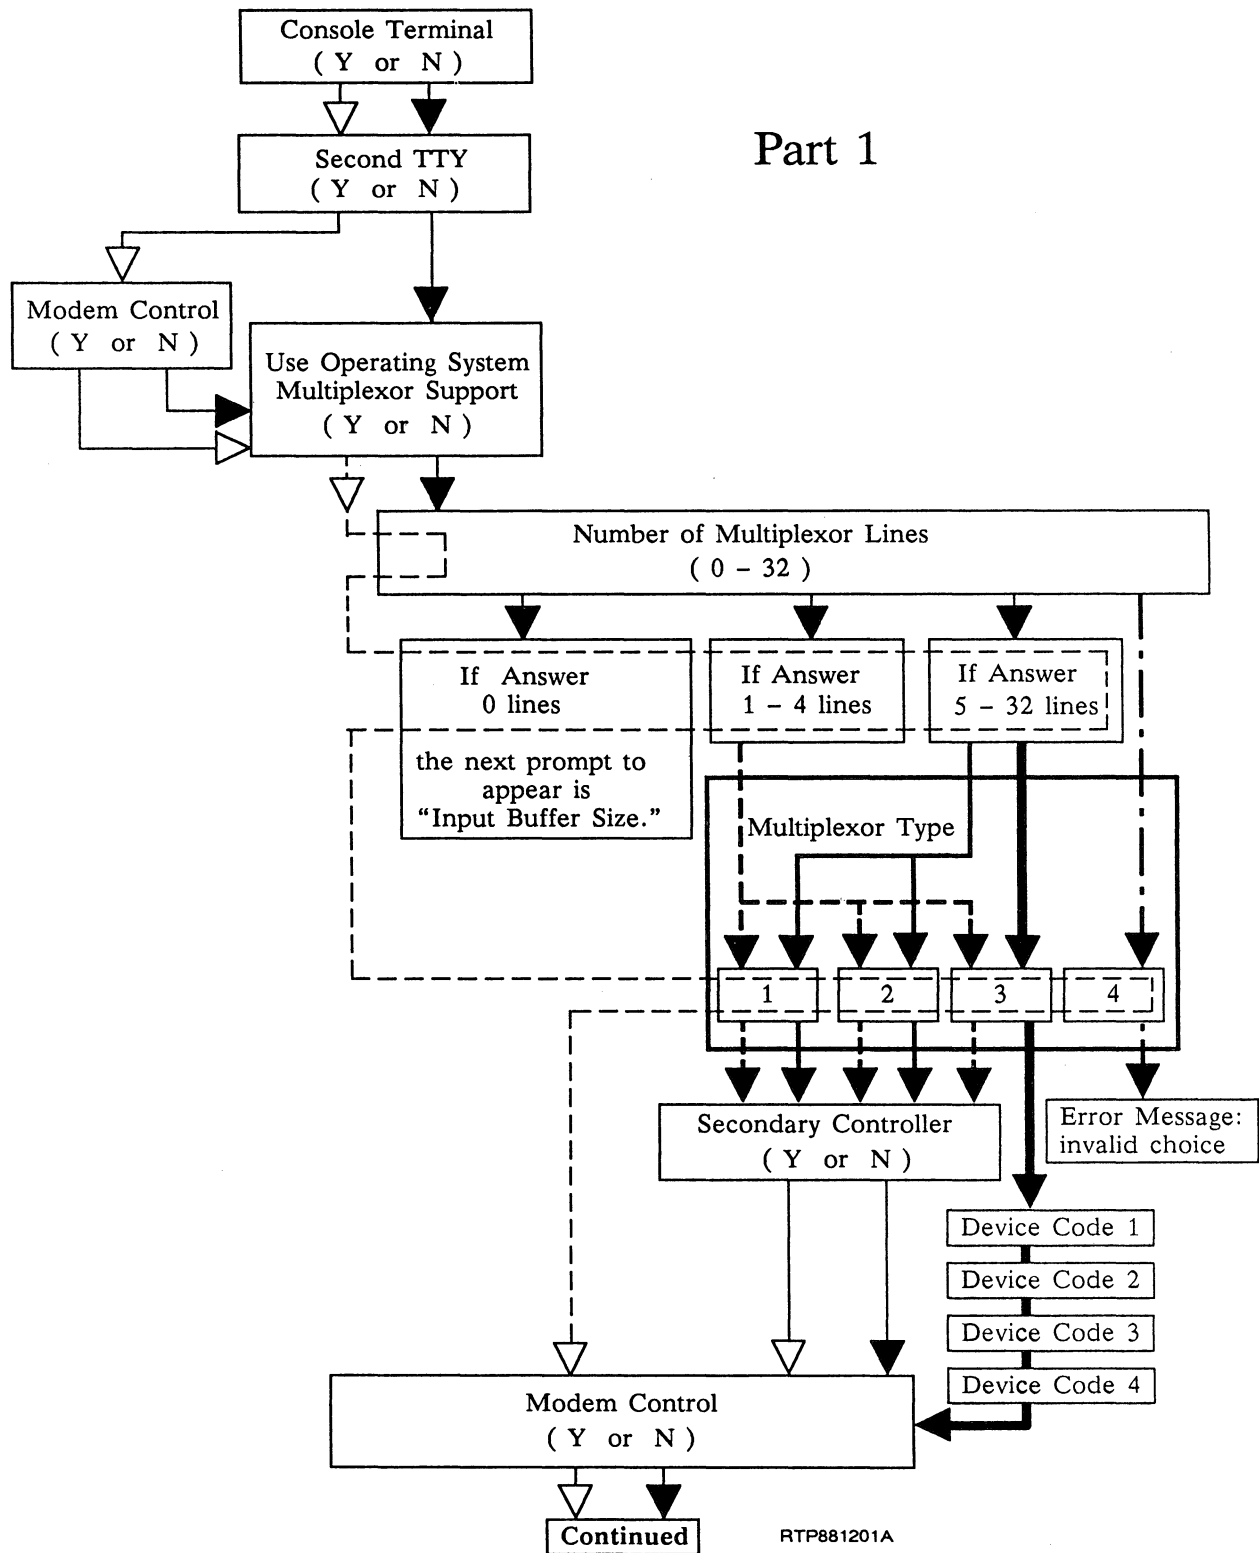 Console Terminal
( Y or N )
Part 1
Second TTY
( Y or N )
Modem Control
( Y or N )
Use Operating System
Multiplexor Support
( Y or N )
Number of Multiplexor Lines
( 0 – 32 )
If Answer
0 lines
the next prompt to
appear is
“Input Buffer Size.”
If Answer
1 – 4 lines
If Answer
5 – 32 lines
Multiplexor Type
1
2
3
4
Secondary Controller
( Y or N )
Error Message:
invalid choice
Device Code 1
Device Code 2
Device Code 3
Device Code 4
Modem Control
( Y or N )
Continued
RTP881201A